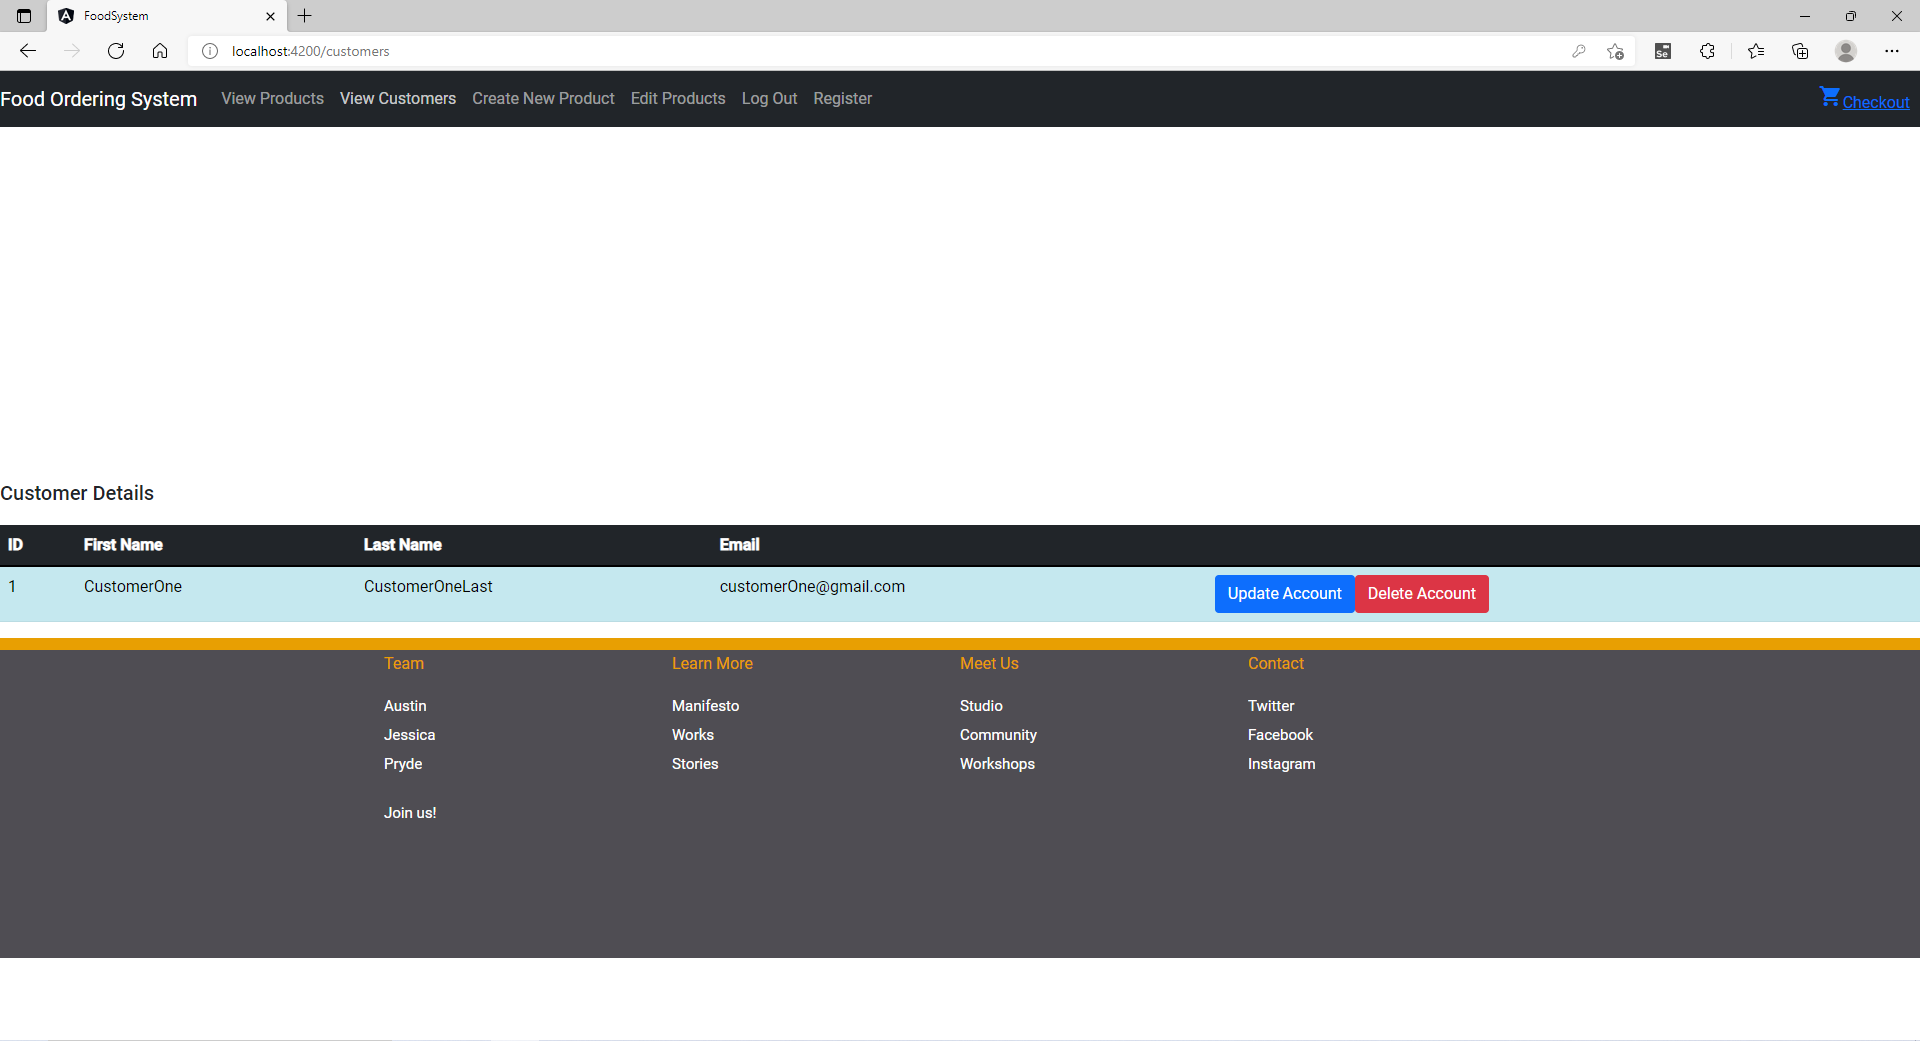 FoodSystem
localhost:4200/customers
Se
Food Ordering System View Products View Customers Create New Product Edit Products Log Out Register Checkout
Customer Details
ID First Name Last Name Email
1 CustomerOne CustomerOneLast customerOne@gmail.com Update Account Delete Account
Team Learn More Meet Us Contact
Austin Manifesto Studio Twitter
Jessica Works Community Facebook
Pryde Stories Workshops Instagram
Join us!